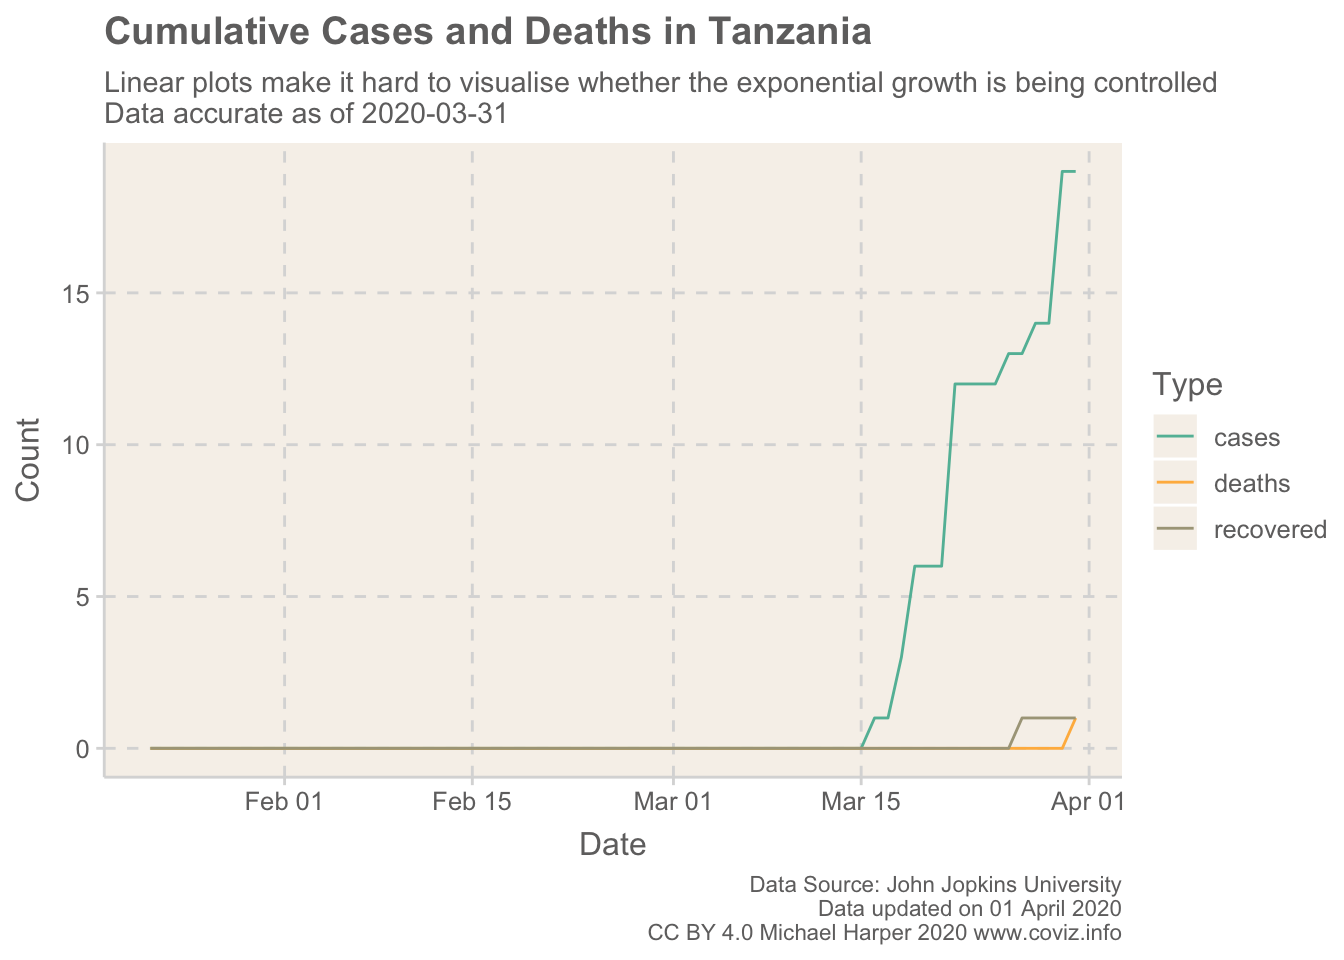 Cumulative Cases and Deaths in Tanzania
Linear plots make it hard to visualise whether the exponential growth is being controlled
Data accurate as of 2020-03-31
Count
15
10
5
0
Feb 01
Feb 15
Mar 01
Mar 15
Apr 01
Date
Type
cases
deaths
recovered
Data Source: John Jopkins University
Data updated on 01 April 2020
CC BY 4.0 Michael Harper 2020 www.coviz.info